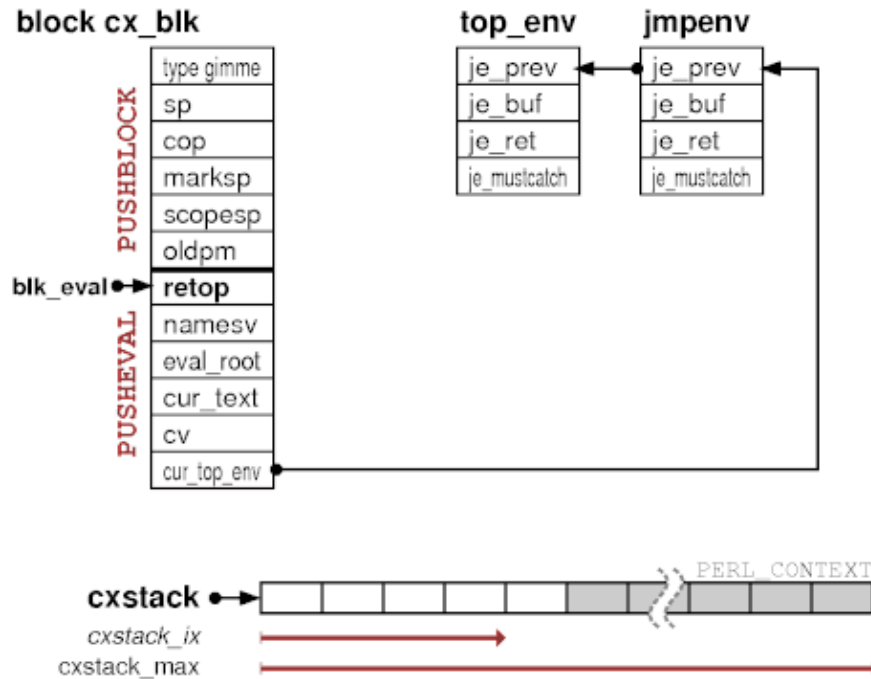 block cx_blk
top_env
jmpenv
PUSHBLOCK
type gimme
sp
cop
marksp
scopesp
oldpm
je_prev
je_buf
je_ret
je_mustcatch
je_prev
je_buf
je_ret
je_mustcatch
blk_eval
retop
PUSHEVAL
namesv
eval_root
cur_text
cv
cur_top_env
PERL_CONTEXT
cxstack
cxstack_ix
cxstack_max